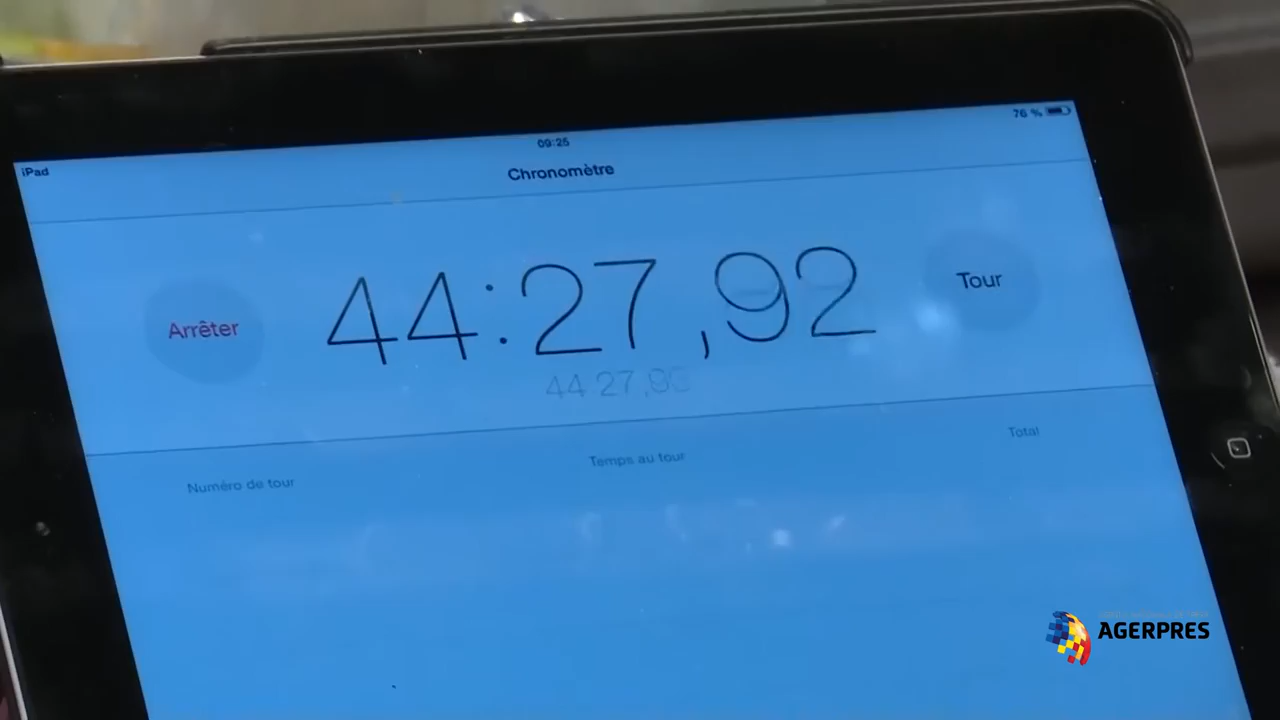 iPad 09:25 76 %
Chronomètre
Arrêter 44:27,92 Tour
Numéro de tour Temps au tour Total
AGERPRES